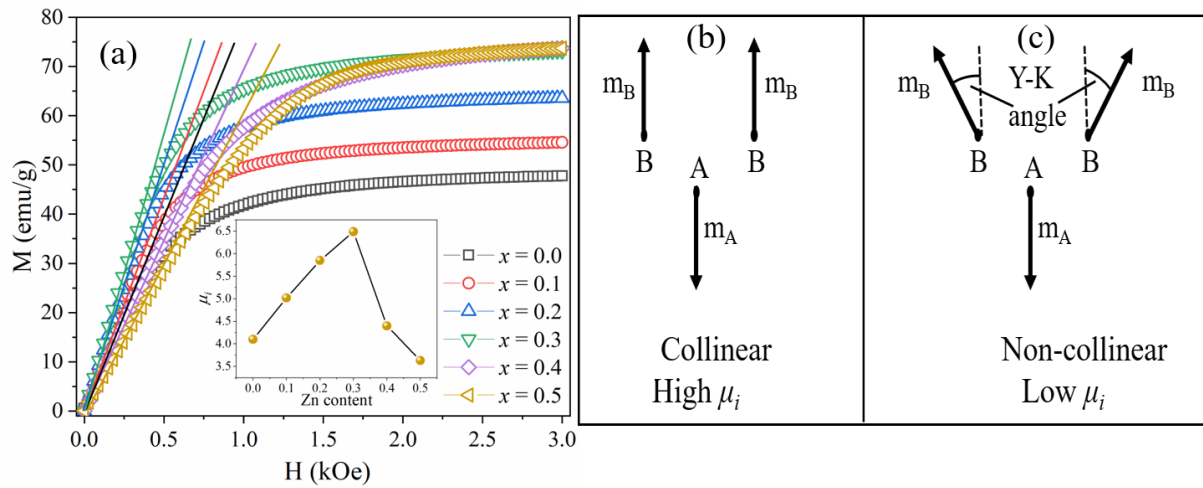 (a)
M (emu/g)
80
70
60
50
40
30
20
10
0
0.0 0.5 1.0 1.5 2.0 2.5 3.0
H (kOe)
x = 0.0
x = 0.1
x = 0.2
x = 0.3
x = 0.4
x = 0.5
μi
6.5
6.0
5.5
5.0
4.5
4.0
3.5
0.0 0.1 0.2 0.3 0.4 0.5
Zn content
(b)
mB mB
B B
A
mA
Collinear
High μi
(c)
mB Y-K mB
angle
B B
A
mA
Non-collinear
Low μi